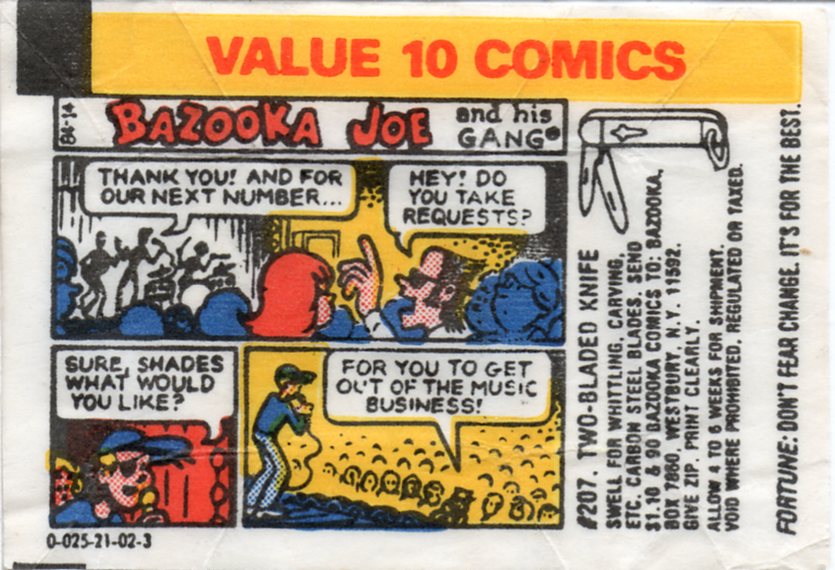 VALUE 10 COMICS
84-14
BAZOOKA JOE
and his
GANG®
THANK YOU! AND FOR
OUR NEXT NUMBER...
HEY! DO
YOU TAKE
REQUESTS?
SURE, SHADES
WHAT WOULD
YOU LIKE?
FOR YOU TO GET
OUT OF THE MUSIC
BUSINESS!
0-025-21-02-3
#207. TWO-BLADED KNIFE
SWELL FOR WHITTLING, CARVING,
ETC. CARBON STEEL BLADES. SEND
$1.10 & 90 BAZOOKA COMICS TO: BAZOOKA,
BOX 7860, WESTBURY, N.Y. 11592.
GIVE ZIP. PRINT CLEARLY.
ALLOW 4 TO 6 WEEKS FOR SHIPMENT.
VOID WHERE PROHIBITED, REGULATED OR TAXED.
FORTUNE: DON'T FEAR CHANGE. IT'S FOR THE BEST.